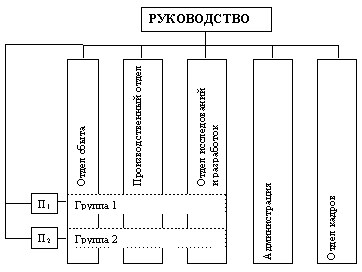 РУКОВОДСТВО
Отдел сбыта
Производственный отдел
Отдел исследований
и разработок
Администрация
Отдел кадров
П1
Группа 1
П2
Группа 2